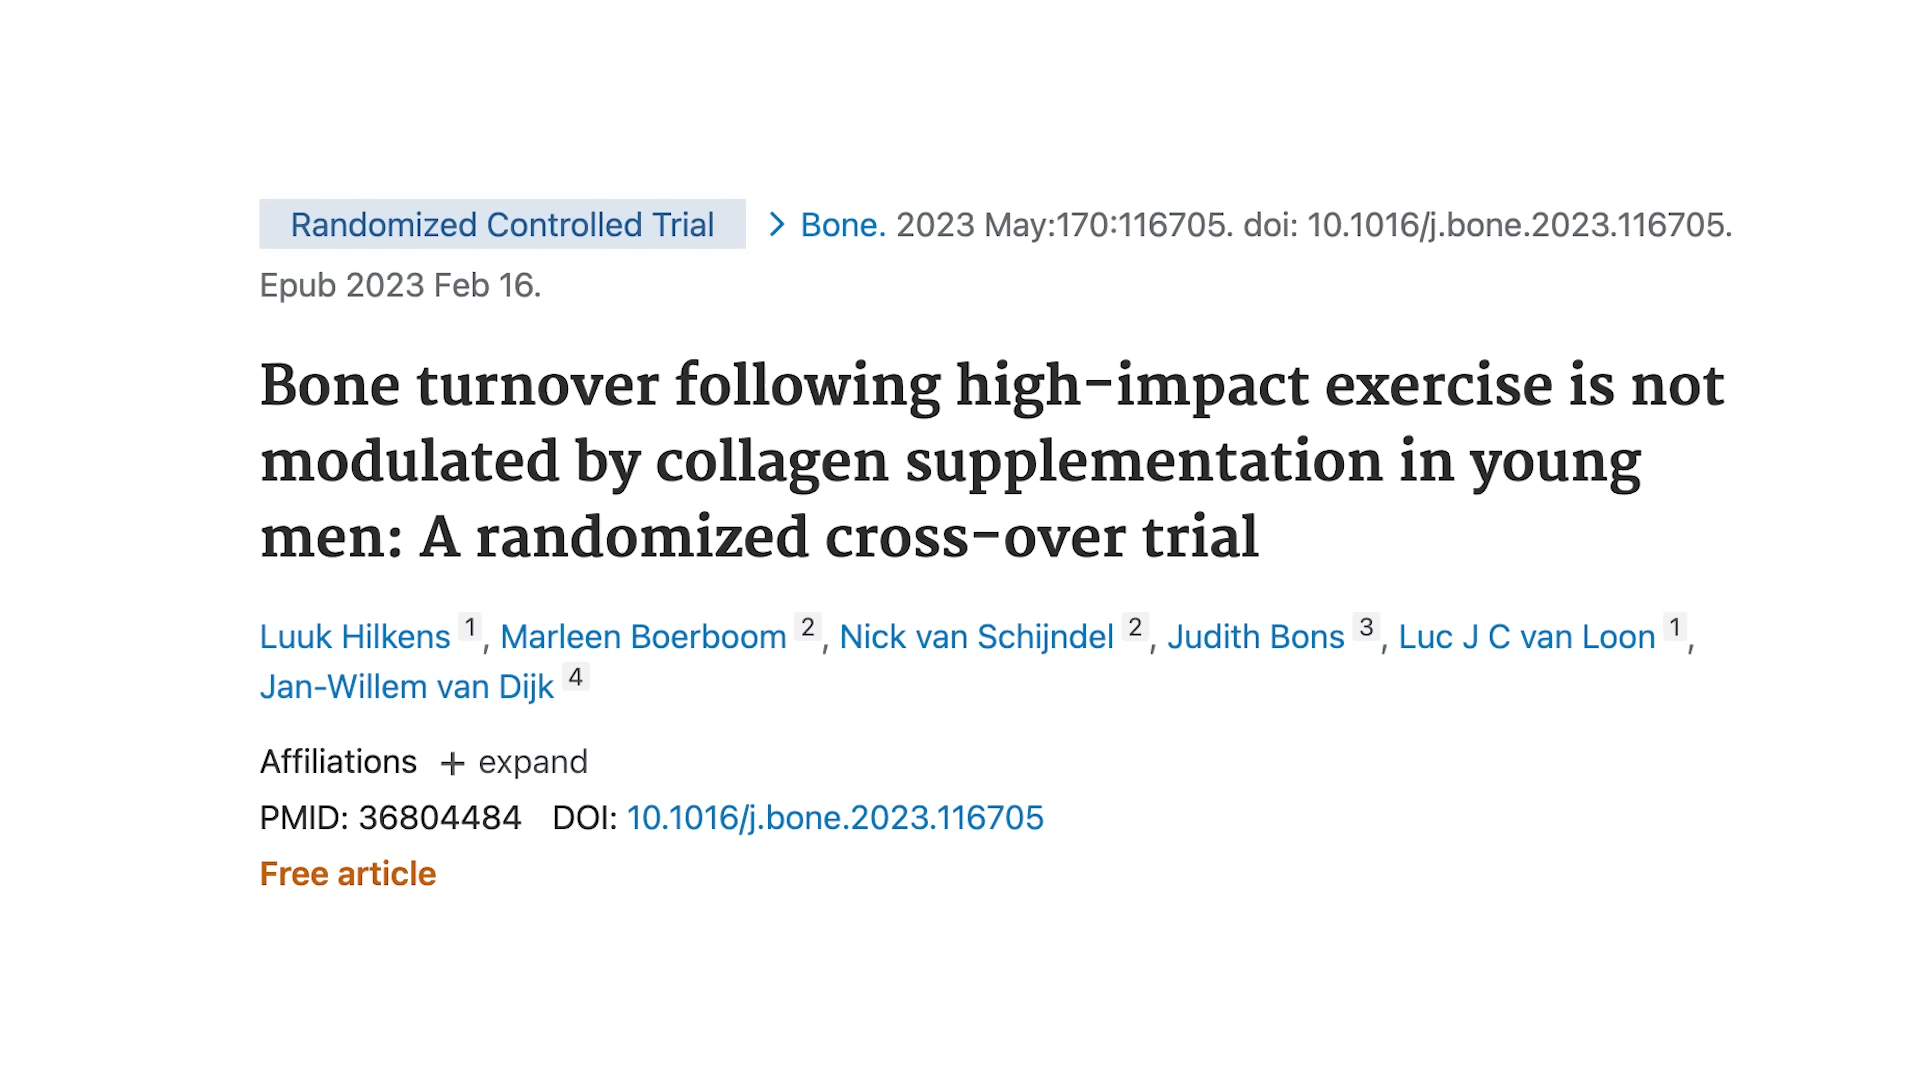 Randomized Controlled Trial > Bone. 2023 May:170:116705. doi: 10.1016/j.bone.2023.116705.
Epub 2023 Feb 16.
Bone turnover following high-impact exercise is not
modulated by collagen supplementation in young
men: A randomized cross-over trial
Luuk Hilkens 1, Marleen Boerboom 2, Nick van Schijndel 2, Judith Bons 3, Luc J C van Loon 1,
Jan-Willem van Dijk 4
Affiliations + expand
PMID: 36804484 DOI: 10.1016/j.bone.2023.116705
Free article